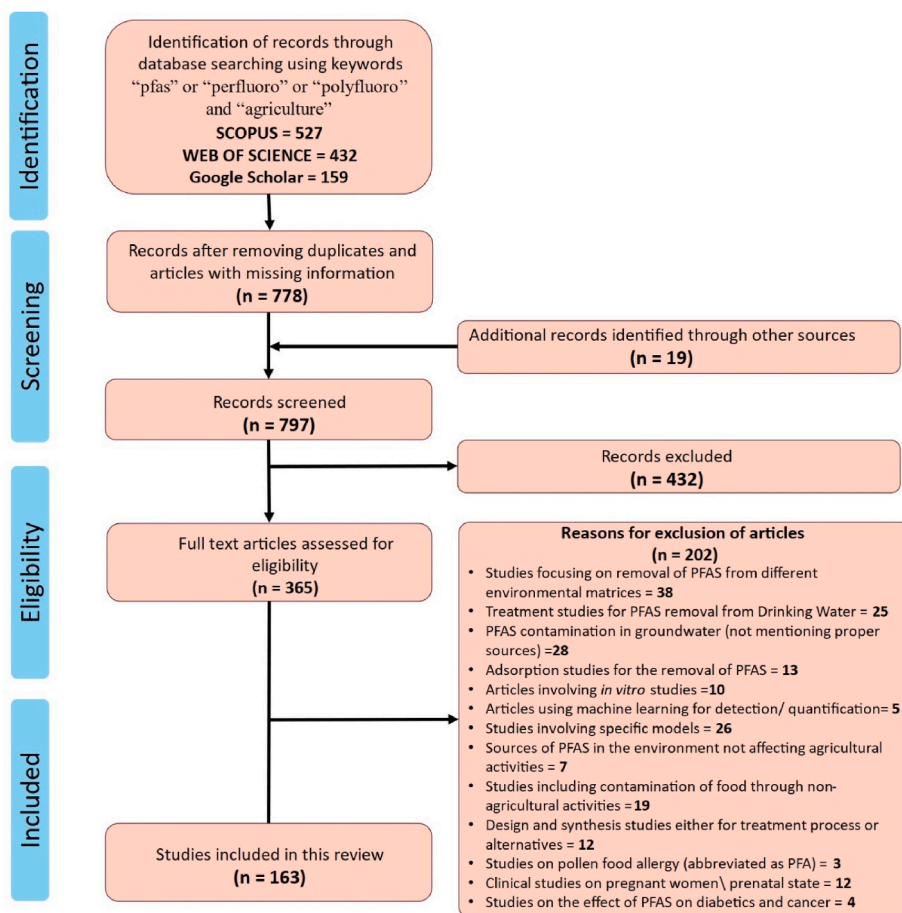 Identification
Identification of records through
database searching using keywords
“pfas” or “perfluoro” or “polyfluoro”
and “agriculture”
SCOPUS = 527
WEB OF SCIENCE = 432
Google Scholar = 159
Screening
Records after removing duplicates and
articles with missing information
(n = 778)
Additional records identified through other sources
(n = 19)
Records screened
(n = 797)
Records excluded
(n = 432)
Eligibility
Full text articles assessed for
eligibility
(n = 365)
Reasons for exclusion of articles
(n = 202)
• Studies focusing on removal of PFAS from different
environmental matrices = 38
• Treatment studies for PFAS removal from Drinking Water = 25
• PFAS contamination in groundwater (not mentioning proper
sources) =28
• Adsorption studies for the removal of PFAS = 13
• Articles involving in vitro studies =10
• Articles using machine learning for detection/ quantification= 5
• Studies involving specific models = 26
• Sources of PFAS in the environment not affecting agricultural
activities = 7
• Studies including contamination of food through non-
agricultural activities =19
• Design and synthesis studies either for treatment process or
alternatives = 12
• Studies on pollen food allergy (abbreviated as PFA) = 3
• Clinical studies on pregnant women\ prenatal state = 12
• Studies on the effect of PFAS on diabetics and cancer = 4
Included
Studies included in this review
(n = 163)